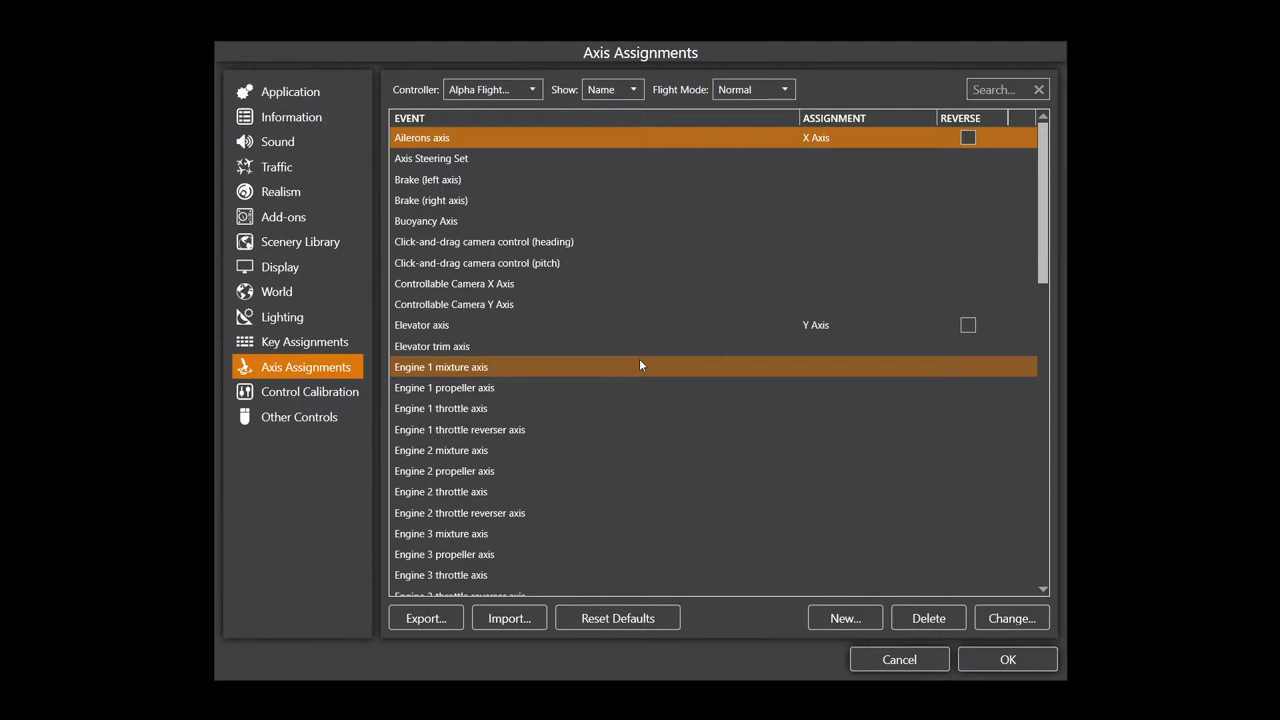 Axis Assignments
Application
Information
Sound
Traffic
Realism
Add-ons
Scenery Library
Display
World
Lighting
Key Assignments
Axis Assignments
Control Calibration
Other Controls
Controller: Alpha Flight... Show: Name Flight Mode: Normal Search...
EVENT ASSIGNMENT REVERSE
Ailerons axis X Axis
Axis Steering Set
Brake (left axis)
Brake (right axis)
Buoyancy Axis
Click-and-drag camera control (heading)
Click-and-drag camera control (pitch)
Controllable Camera X Axis
Controllable Camera Y Axis
Elevator axis Y Axis
Elevator trim axis
Engine 1 mixture axis
Engine 1 propeller axis
Engine 1 throttle axis
Engine 1 throttle reverser axis
Engine 2 mixture axis
Engine 2 propeller axis
Engine 2 throttle axis
Engine 2 throttle reverser axis
Engine 3 mixture axis
Engine 3 propeller axis
Engine 3 throttle axis
Engine 3 throttle reverser axis
Export... Import... Reset Defaults New... Delete Change...
Cancel OK